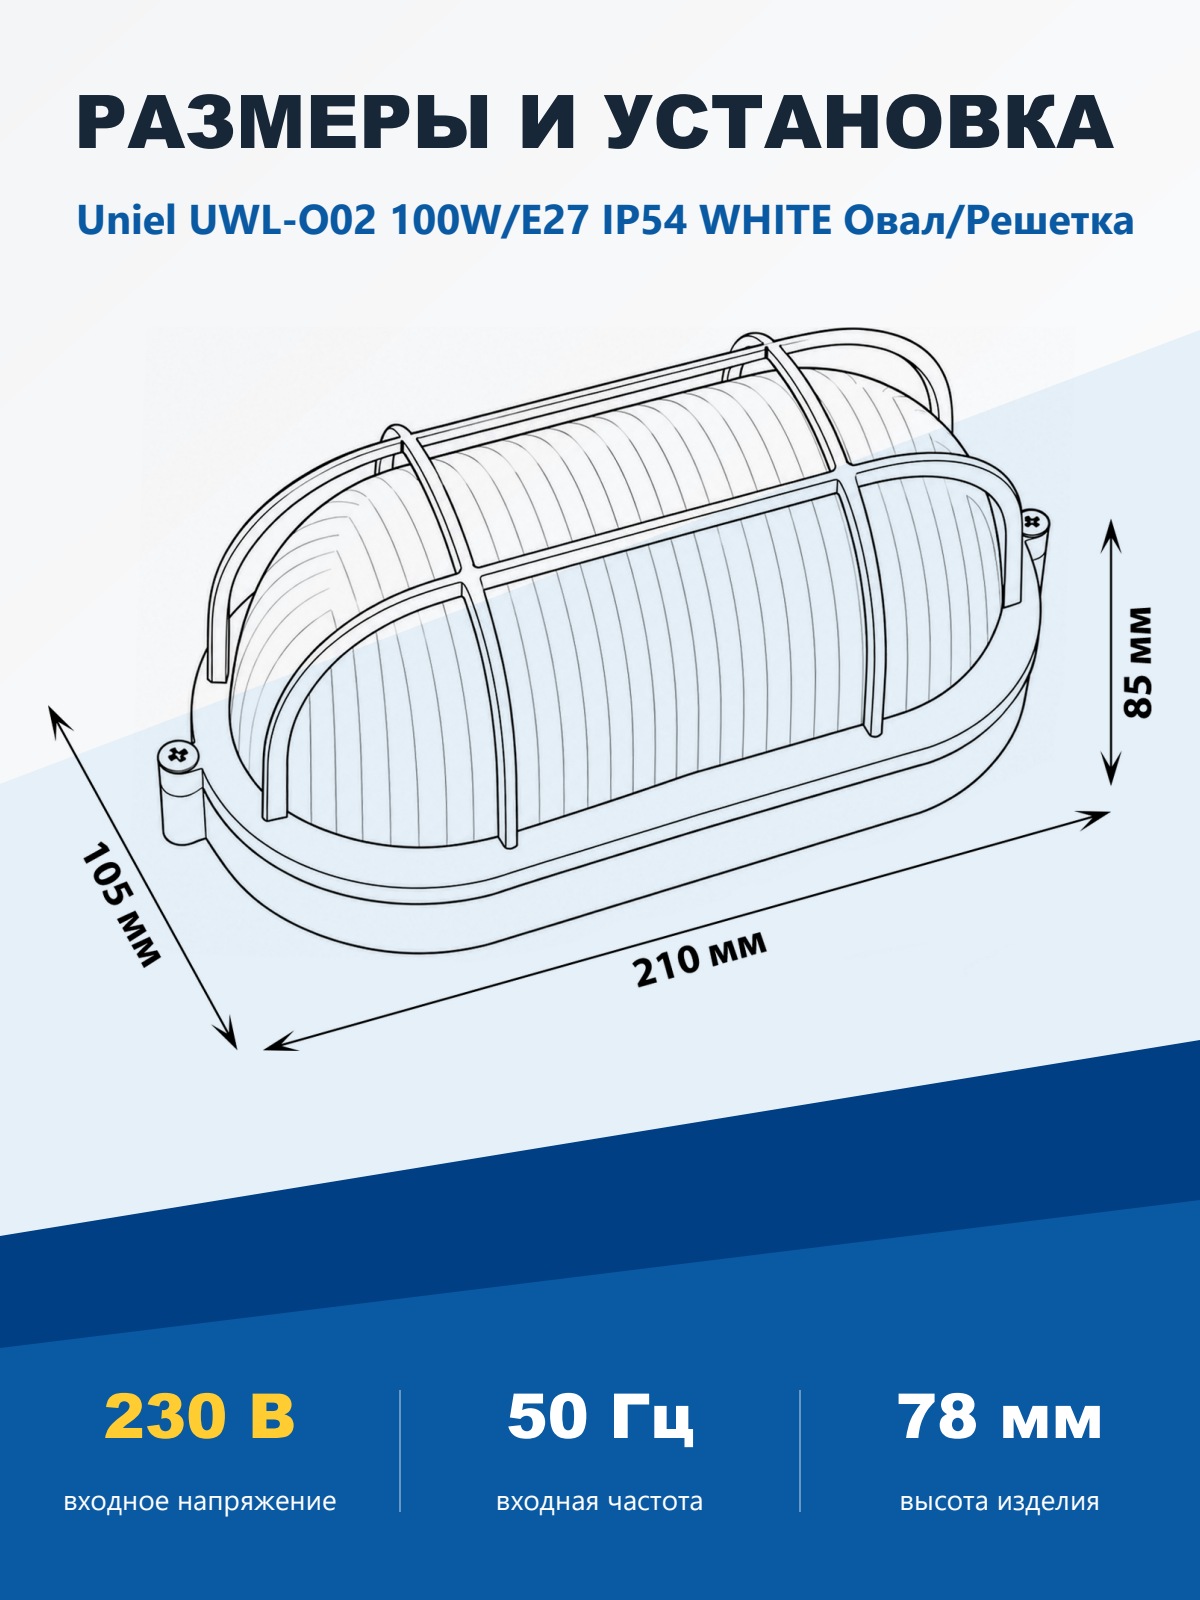 РАЗМЕРЫ И УСТАНОВКА
Uniel UWL-O02 100W/E27 IP54 WHITE Овал/Решетка
85 мм
105 мм
210 мм
230 В
входное напряжение
50 Гц
входная частота
78 мм
высота изделия